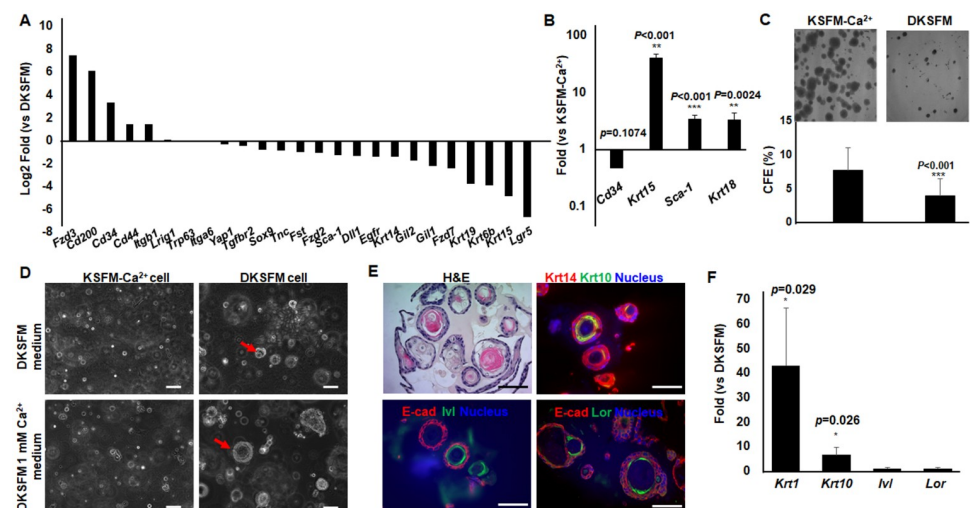 A
Log2 Fold (vs DKSFM)
10
8
6
4
2
0
-2
-4
-6
-8
Fzd3
Cd200
Cd34
Cd44
Itgb1
Lrig1
Trp63
Itga6
Yap1
Tgfbr2
Sox9
Tnc
Fst
Fzd2
Sca-1
Dll1
Egfr
Krt14
Gil2
Gil1
Fzd7
Krt19
Krt6b
Krt15
Lgr5
B
Fold (vs KSFM-Ca²⁺)
100
10
1
0.1
p=0.1074
P<0.001
**
P<0.001
***
P=0.0024
**
Cd34
Krt15
Sca-1
Krt18
C
KSFM-Ca²⁺ DKSFM
CFE (%)
15
10
5
0
P<0.001
***
D
KSFM-Ca²⁺ cell DKSFM cell
DKSFM
medium
DKSFM1 mM Ca²⁺
medium
E
H&E
Krt14 Krt10 Nucleus
E-cad Ivl Nucleus
E-cad Lor Nucleus
F
Fold (vs DKSFM)
70
60
50
40
30
20
10
0
p=0.029
*
p=0.026
*
Krt1
Krt10
Ivl
Lor